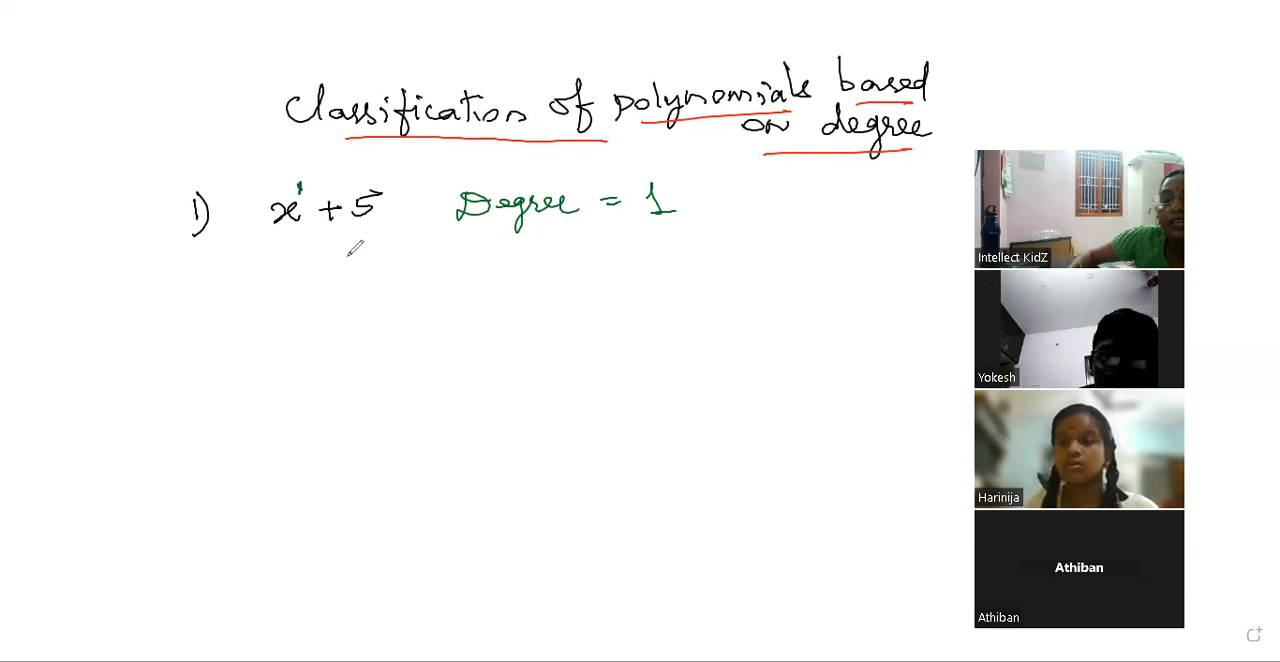 Classification of polynomials based
on degree
1) x¹ + 5 Degree = 1
Intellect KidZ
Yokesh
Harinija
Athiban
Athiban